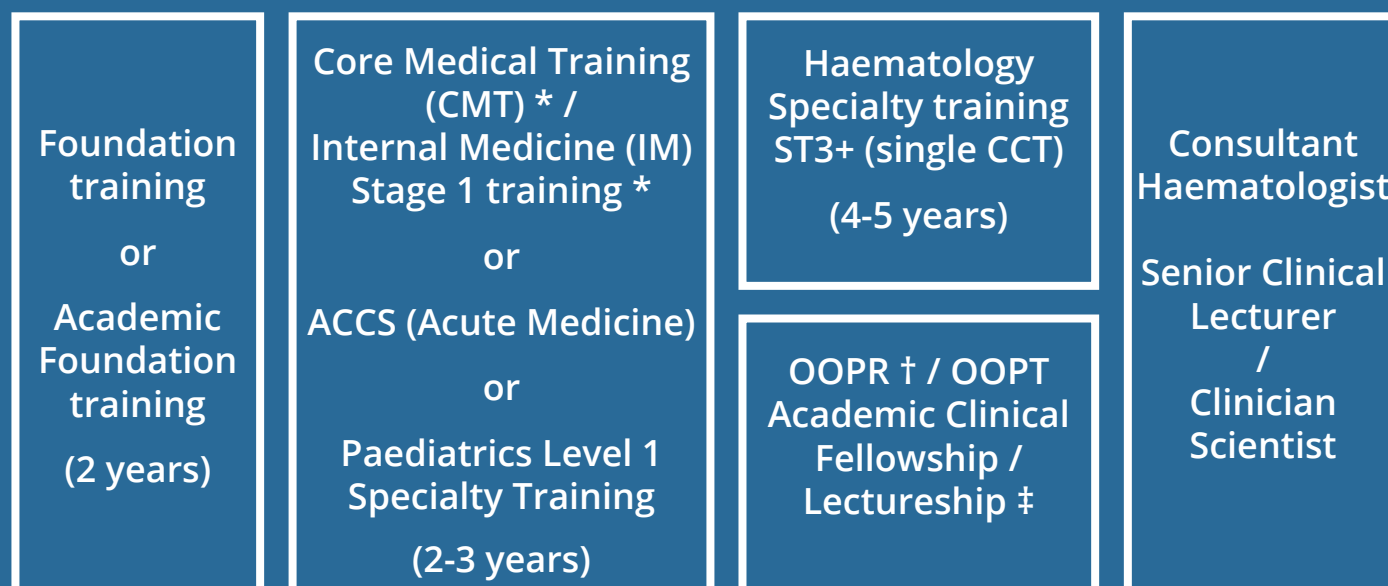 Foundation
training
or
Academic
Foundation
training
(2 years)
Core Medical Training
(CMT) * /
Internal Medicine (IM)
Stage 1 training *
or
ACCS (Acute Medicine)
or
Paediatrics Level 1
Specialty Training
(2-3 years)
Haematology
Specialty training
ST3+ (single CCT)
(4-5 years)
OOPR † / OOPT
Academic Clinical
Fellowship /
Lectureship ‡
Consultant
Haematologist
Senior Clinical
Lecturer
/
Clinician
Scientist